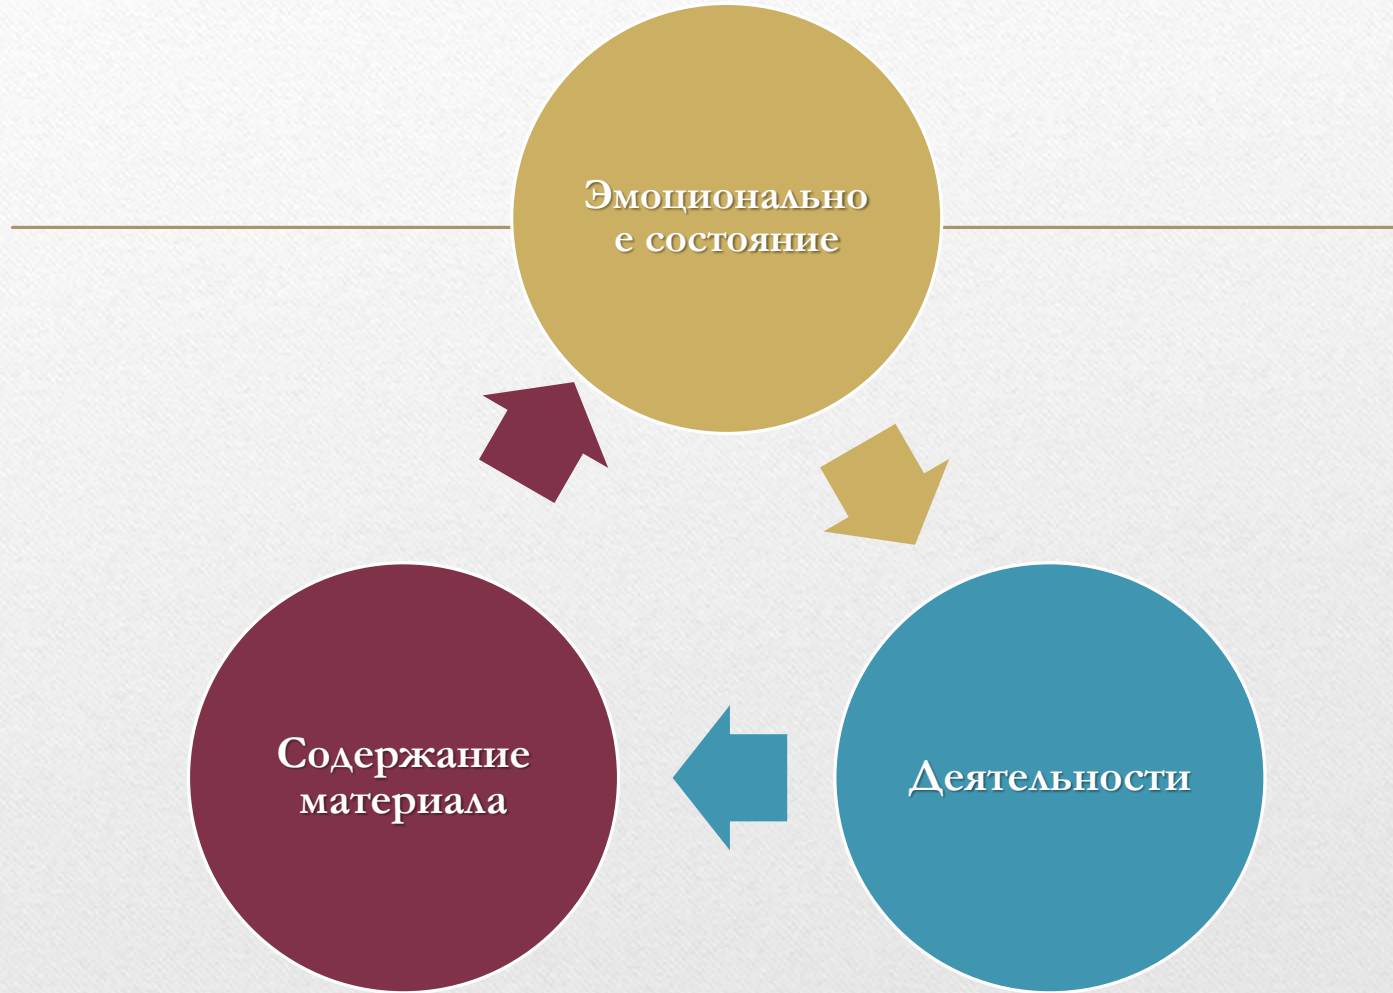 Эмоционально
е состояние
Содержание
материала
Деятельности